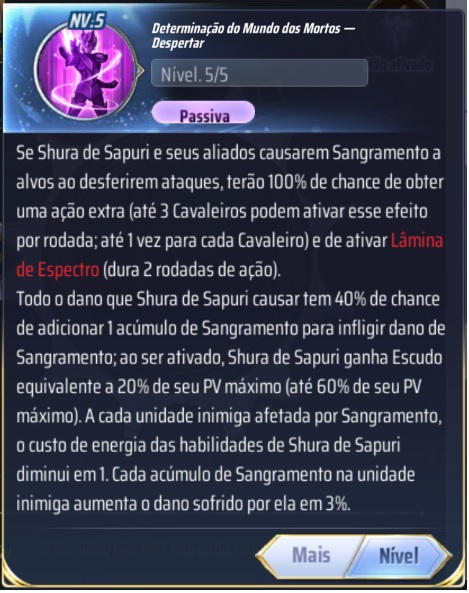 NV.5
Determinação do Mundo dos Mortos —
Despertar
Nível. 5/5
Passiva
Se Shura de Sapuri e seus aliados causarem Sangramento a
alvos ao desferirem ataques, terão 100% de chance de obter
uma ação extra (até 3 Cavaleiros podem ativar esse efeito
por rodada; até 1 vez para cada Cavaleiro) e de ativar Lâmina
de Espectro (dura 2 rodadas de ação).
Todo o dano que Shura de Sapuri causar tem 40% de chance
de adicionar 1 acúmulo de Sangramento para infligir dano de
Sangramento; ao ser ativado, Shura de Sapuri ganha Escudo
equivalente a 20% de seu PV máximo (até 60% de seu PV
máximo). A cada unidade inimiga afetada por Sangramento,
o custo de energia das habilidades de Shura de Sapuri
diminui em 1. Cada acúmulo de Sangramento na unidade
inimiga aumenta o dano sofrido por ela em 3%.
Mais
Nível